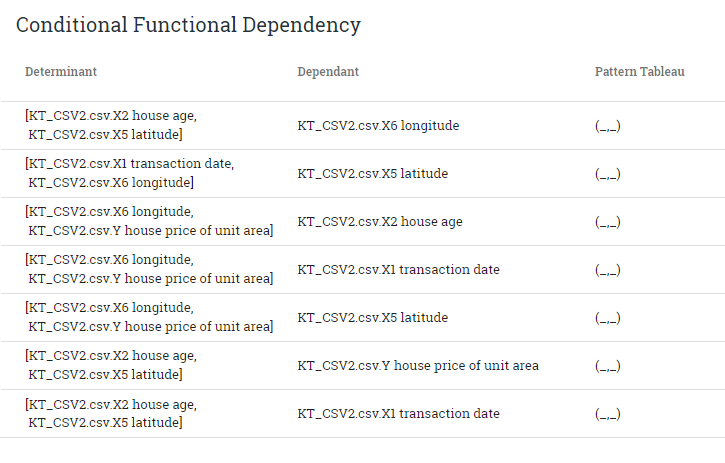 Conditional Functional Dependency
Determinant Dependant Pattern Tableau
[KT_CSV2.csv.X2 house age,
KT_CSV2.csv.X5 latitude] KT_CSV2.csv.X6 longitude (_,_)
[KT_CSV2.csv.X1 transaction date,
KT_CSV2.csv.X6 longitude] KT_CSV2.csv.X5 latitude (_,_)
[KT_CSV2.csv.X6 longitude,
KT_CSV2.csv.Y house price of unit area] KT_CSV2.csv.X2 house age (_,_)
[KT_CSV2.csv.X6 longitude,
KT_CSV2.csv.Y house price of unit area] KT_CSV2.csv.X1 transaction date (_,_)
[KT_CSV2.csv.X6 longitude,
KT_CSV2.csv.Y house price of unit area] KT_CSV2.csv.X5 latitude (_,_)
[KT_CSV2.csv.X2 house age,
KT_CSV2.csv.X5 latitude] KT_CSV2.csv.Y house price of unit area (_,_)
[KT_CSV2.csv.X2 house age,
KT_CSV2.csv.X5 latitude] KT_CSV2.csv.X1 transaction date (_,_)